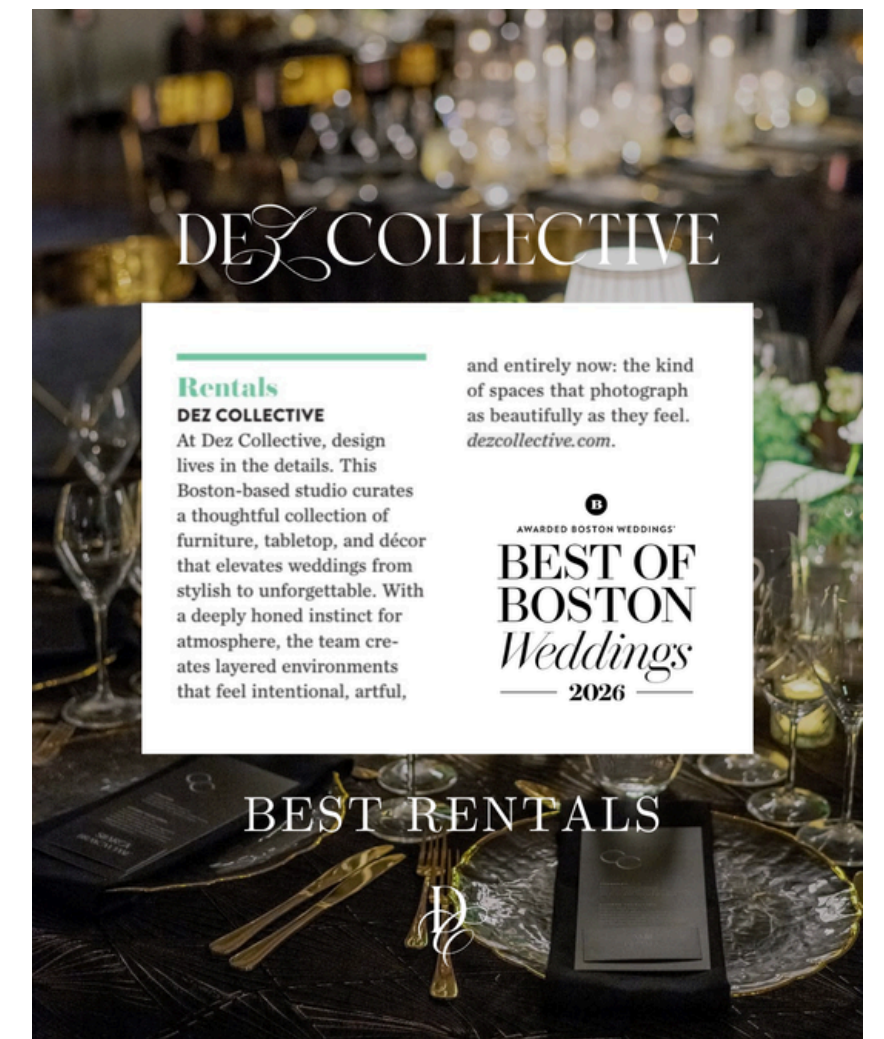 DEZ COLLECTIVE
Rentals
DEZ COLLECTIVE
At Dez Collective, design
lives in the details. This
Boston-based studio curates
a thoughtful collection of
furniture, tabletop, and décor
that elevates weddings from
stylish to unforgettable. With
a deeply honed instinct for
atmosphere, the team cre-
ates layered environments
that feel intentional, artful,
and entirely now: the kind
of spaces that photograph
as beautifully as they feel.
dezcollective.com.
B
AWARDED BOSTON WEDDINGS'
BEST OF
BOSTON
Weddings
2026
BEST RENTALS
DC